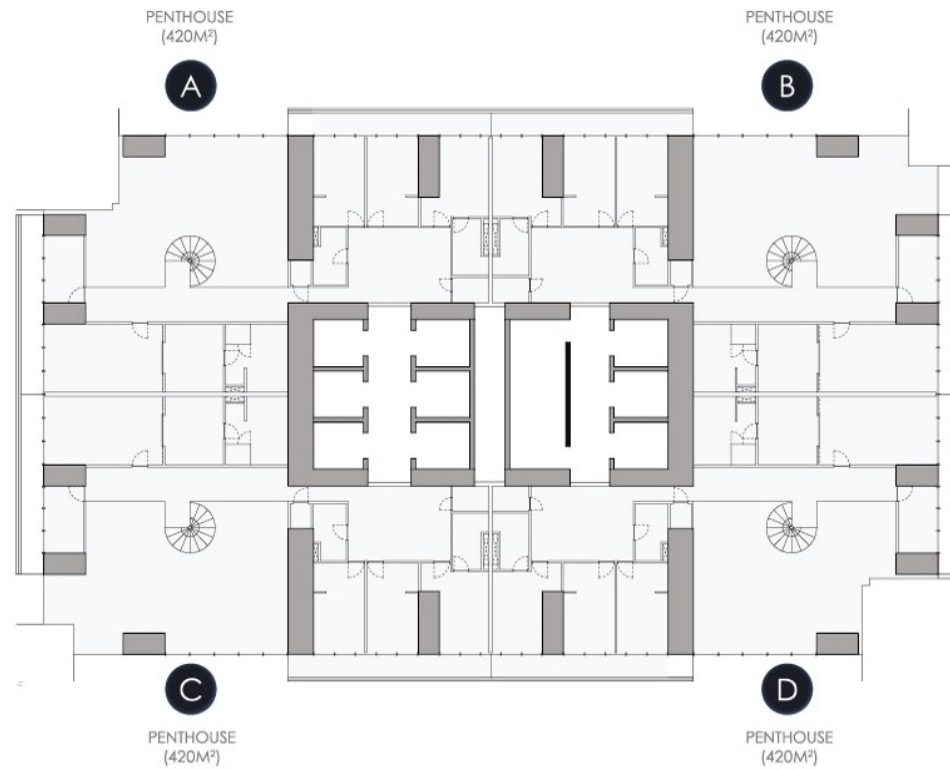 PENTHOUSE
(420M²)
A
PENTHOUSE
(420M²)
B
C
PENTHOUSE
(420M²)
D
PENTHOUSE
(420M²)